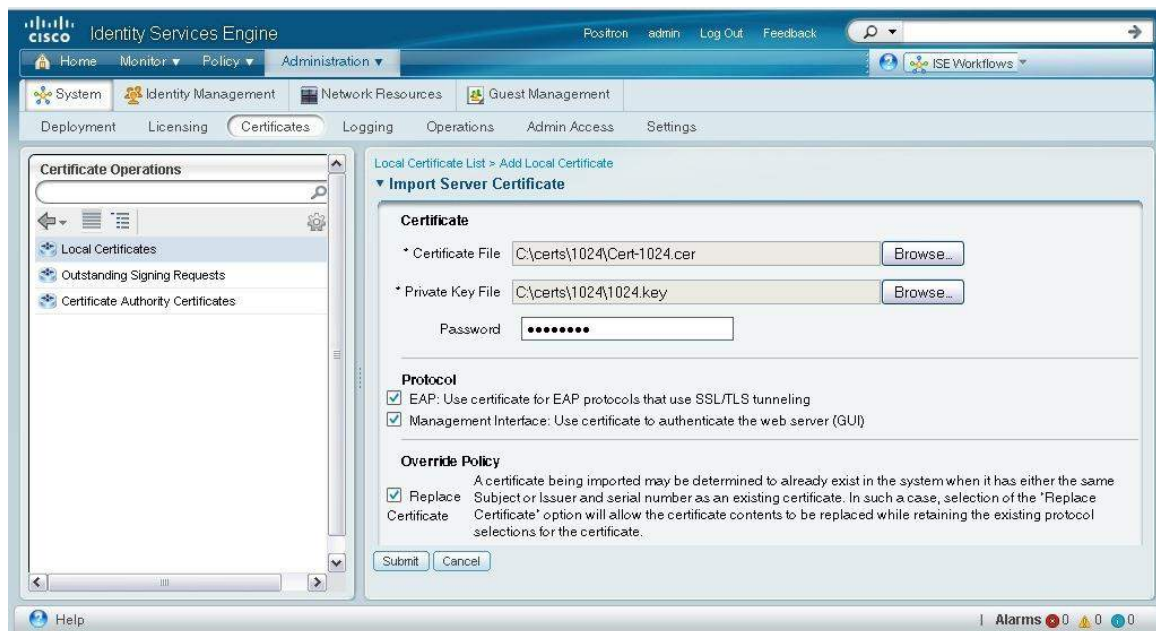 cisco Identity Services Engine
Positron admin Log Out Feedback
Home Monitor Policy Administration
ISE Workflows
System Identity Management Network Resources Guest Management
Deployment Licensing Certificates Logging Operations Admin Access Settings
Certificate Operations
Local Certificates
Outstanding Signing Requests
Certificate Authority Certificates
Local Certificate List > Add Local Certificate
Import Server Certificate
Certificate
* Certificate File C:\certs\1024\Cert-1024.cer Browse...
* Private Key File C:\certs\1024\1024.key Browse...
Password ••••••••
Protocol
EAP: Use certificate for EAP protocols that use SSL/TLS tunneling
Management Interface: Use certificate to authenticate the web server (GUI)
Override Policy
Replace Certificate
A certificate being imported may be determined to already exist in the system when it has either the same
Subject or Issuer and serial number as an existing certificate. In such a case, selection of the "Replace
Certificate" option will allow the certificate contents to be replaced while retaining the existing protocol
selections for the certificate.
Submit Cancel
Help
Alarms 0 0 0